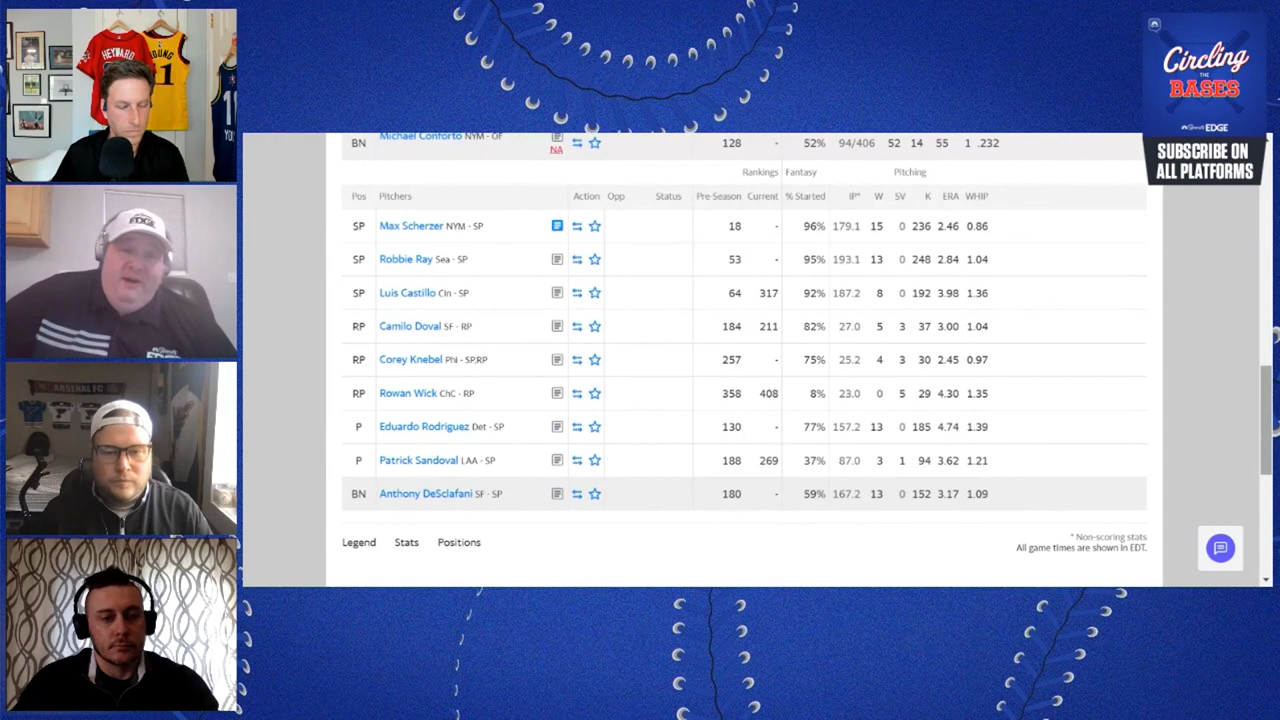 HEYWARD
YOUNG
11
ARSENAL FC
EDGE
EDGE
Circling
THE
BASES
EDGE
SUBSCRIBE ON
ALL PLATFORMS
BN Michael Conforto NYM - OF NA 128 - 52% 94/406 52 14 55 1 .232
Rankings Fantasy Pitching
Pos Pitchers Action Opp Status Pre-Season Current % Started IP* W SV K ERA WHIP
SP Max Scherzer NYM - SP 18 - 96% 179.1 15 0 236 2.46 0.86
SP Robbie Ray Sea - SP 53 - 95% 193.1 13 0 248 2.84 1.04
SP Luis Castillo Cin - SP 64 317 92% 187.2 8 0 192 3.98 1.36
RP Camilo Doval SF - RP 184 211 82% 27.0 5 3 37 3.00 1.04
RP Corey Knebel Phi - SP,RP 257 - 75% 25.2 4 3 30 2.45 0.97
RP Rowan Wick ChC - RP 358 408 8% 23.0 0 5 29 4.30 1.35
P Eduardo Rodriguez Det - SP 130 - 77% 157.2 13 0 185 4.74 1.39
P Patrick Sandoval LAA - SP 188 269 37% 87.0 3 1 94 3.62 1.21
BN Anthony DeSclafani SF - SP 180 - 59% 167.2 13 0 152 3.17 1.09
Legend Stats Positions
* Non-scoring stats
All game times are shown in EDT.